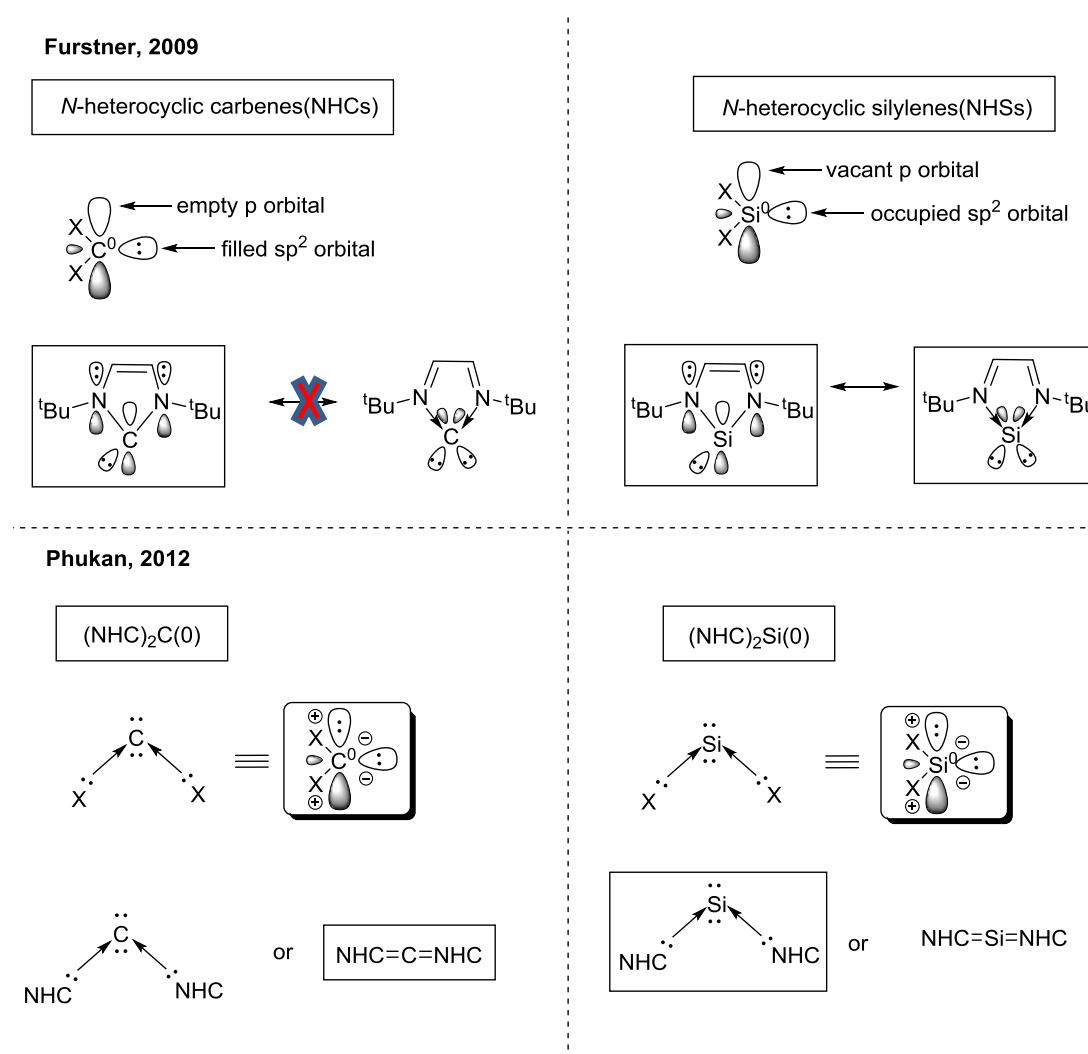 Furstner, 2009
N-heterocyclic carbenes(NHCs)
N-heterocyclic silylenes(NHSs)
X
X
C⁰
empty p orbital
filled sp² orbital
X
X
Si⁰
vacant p orbital
occupied sp² orbital
ᵗBu
N
N
ᵗBu
C
X
ᵗBu
N
N
ᵗBu
C
ᵗBu
N
N
ᵗBu
Si
ᵗBu
N
N
ᵗBu
Si
Phukan, 2012
(NHC)₂C(0)
(NHC)₂Si(0)
C
X
X
⊕
X
C⁰
X
⊕
⊖
⊖
Si
X
X
⊕
X
Si⁰
X
⊕
⊖
⊖
C
NHC
NHC
or
NHC=C=NHC
Si
NHC
NHC
or
NHC=Si=NHC